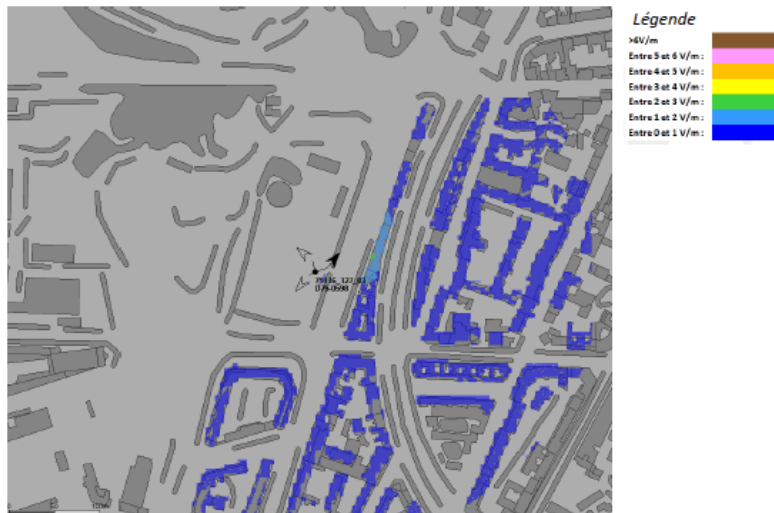 Légende
>6V/m
Entre 5 et 6 V/m :
Entre 4 et 5 V/m :
Entre 3 et 4 V/m :
Entre 2 et 3 V/m :
Entre 1 et 2 V/m :
Entre 0 et 1 V/m :